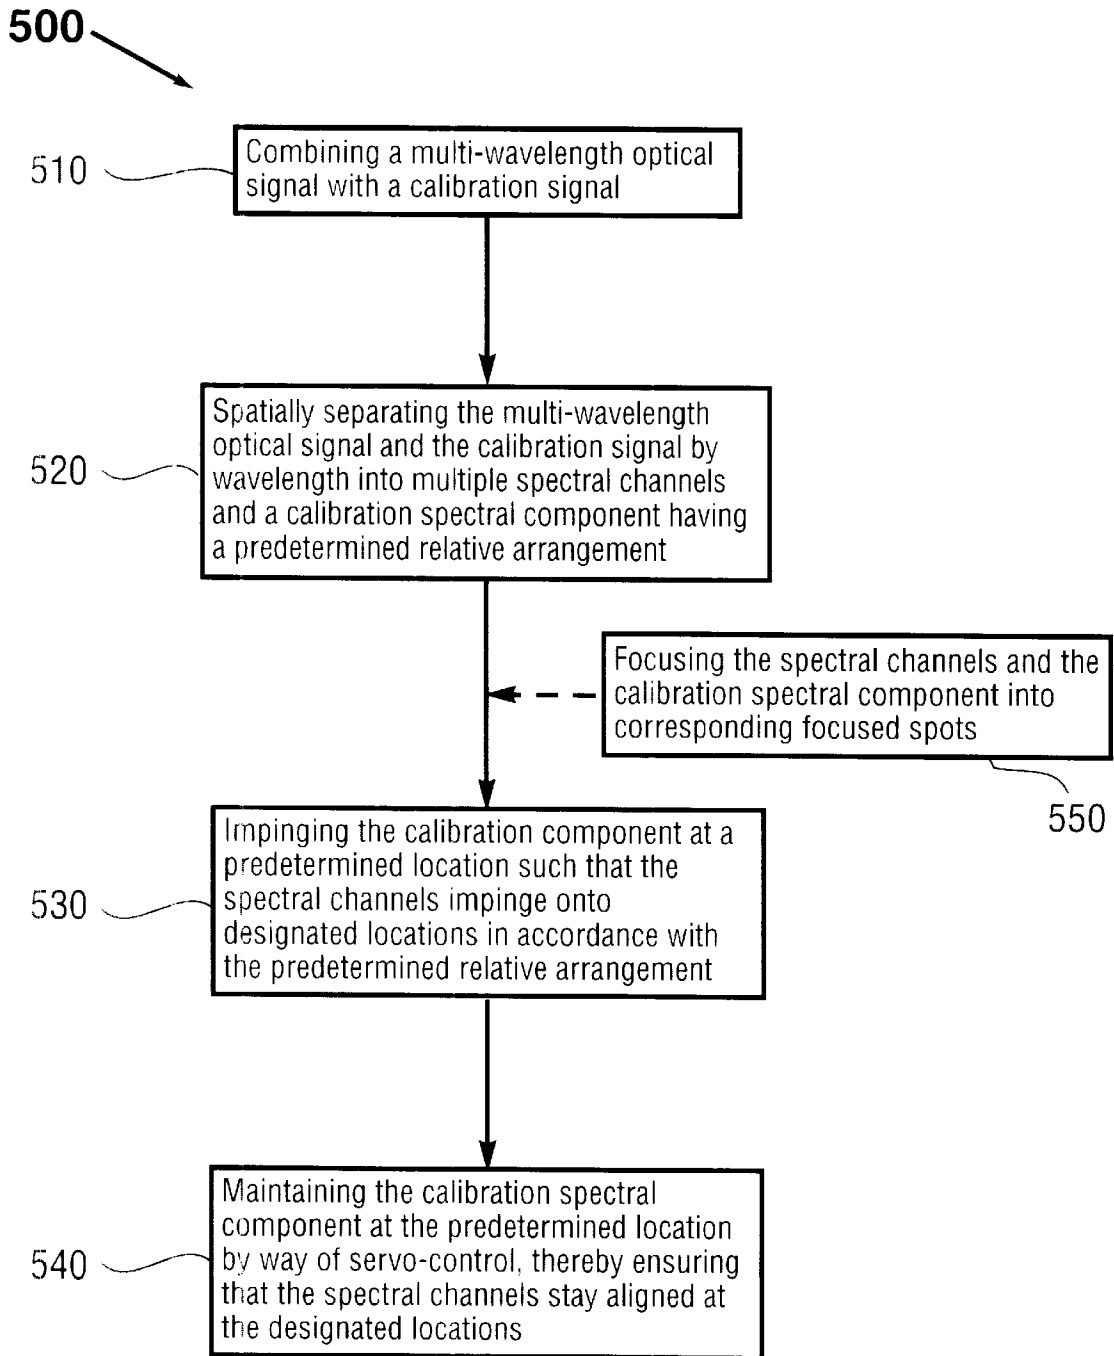 500
510
Combining a multi-wavelength optical
signal with a calibration signal
520
Spatially separating the multi-wavelength
optical signal and the calibration signal by
wavelength into multiple spectral channels
and a calibration spectral component having
a predetermined relative arrangement
Focusing the spectral channels and the
calibration spectral component into
corresponding focused spots
550
530
Impinging the calibration component at a
predetermined location such that the
spectral channels impinge onto
designated locations in accordance with
the predetermined relative arrangement
540
Maintaining the calibration spectral
component at the predetermined location
by way of servo-control, thereby ensuring
that the spectral channels stay aligned at
the designated locations